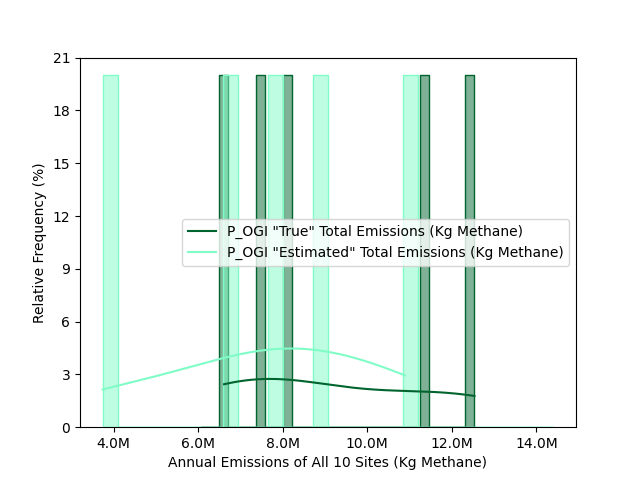 21
18
15
12
9
6
3
0
Relative Frequency (%)
P_OGI "True" Total Emissions (Kg Methane)
P_OGI "Estimated" Total Emissions (Kg Methane)
4.0M 6.0M 8.0M 10.0M 12.0M 14.0M
Annual Emissions of All 10 Sites (Kg Methane)